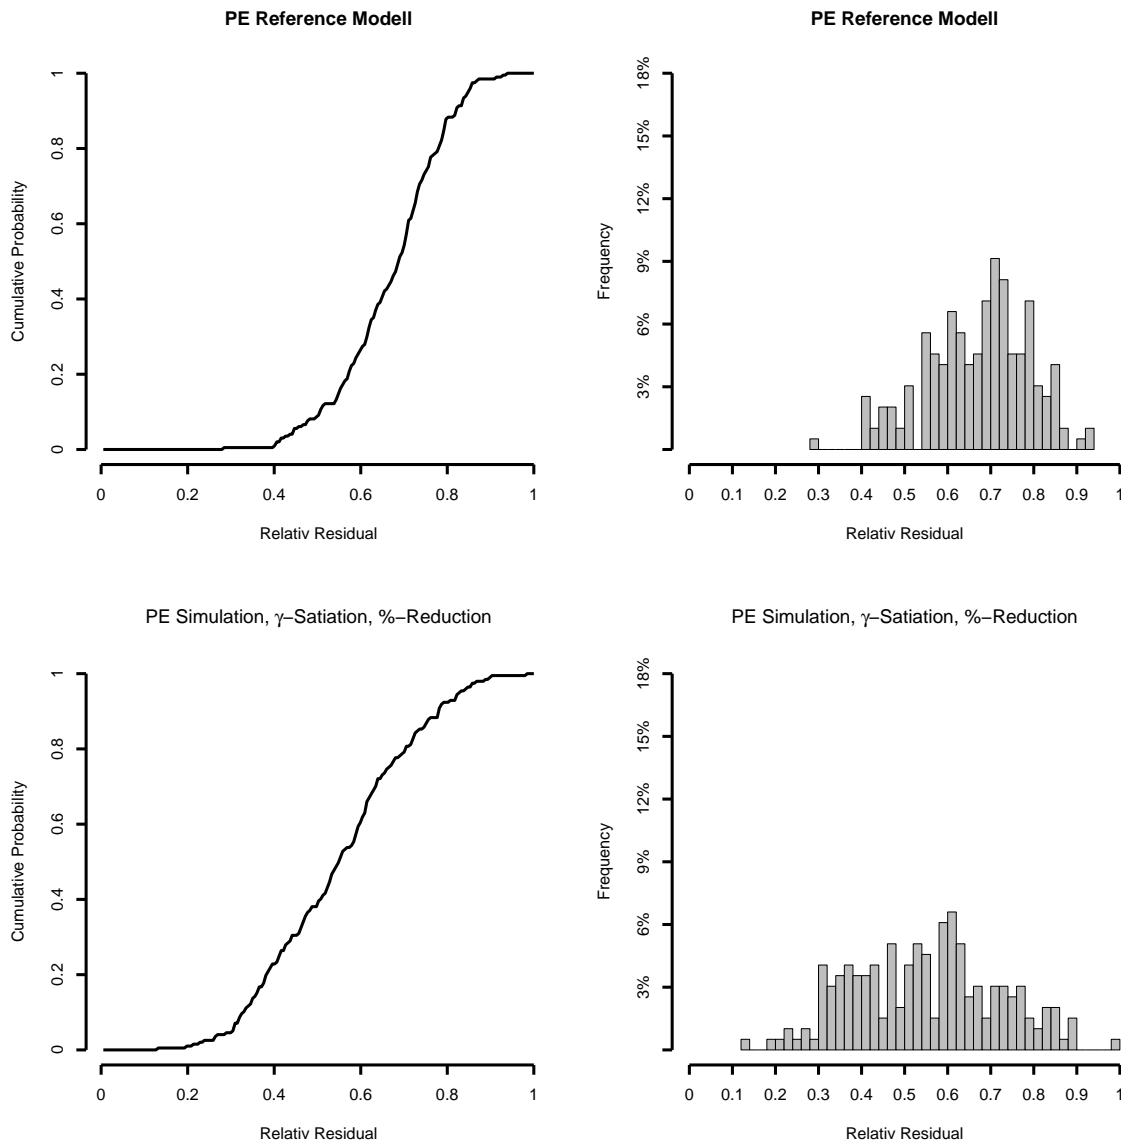 PE Reference Modell
Cumulative Probability
1
0.8
0.6
0.4
0.2
0
0 0.2 0.4 0.6 0.8 1
Relativ Residual
PE Reference Modell
Frequency
18%
15%
12%
9%
6%
3%
0 0.1 0.2 0.3 0.4 0.5 0.6 0.7 0.8 0.9 1
Relativ Residual
PE Simulation, γ−Satiation, %−Reduction
Cumulative Probability
1
0.8
0.6
0.4
0.2
0
0 0.2 0.4 0.6 0.8 1
Relativ Residual
PE Simulation, γ−Satiation, %−Reduction
Frequency
18%
15%
12%
9%
6%
3%
0 0.1 0.2 0.3 0.4 0.5 0.6 0.7 0.8 0.9 1
Relativ Residual